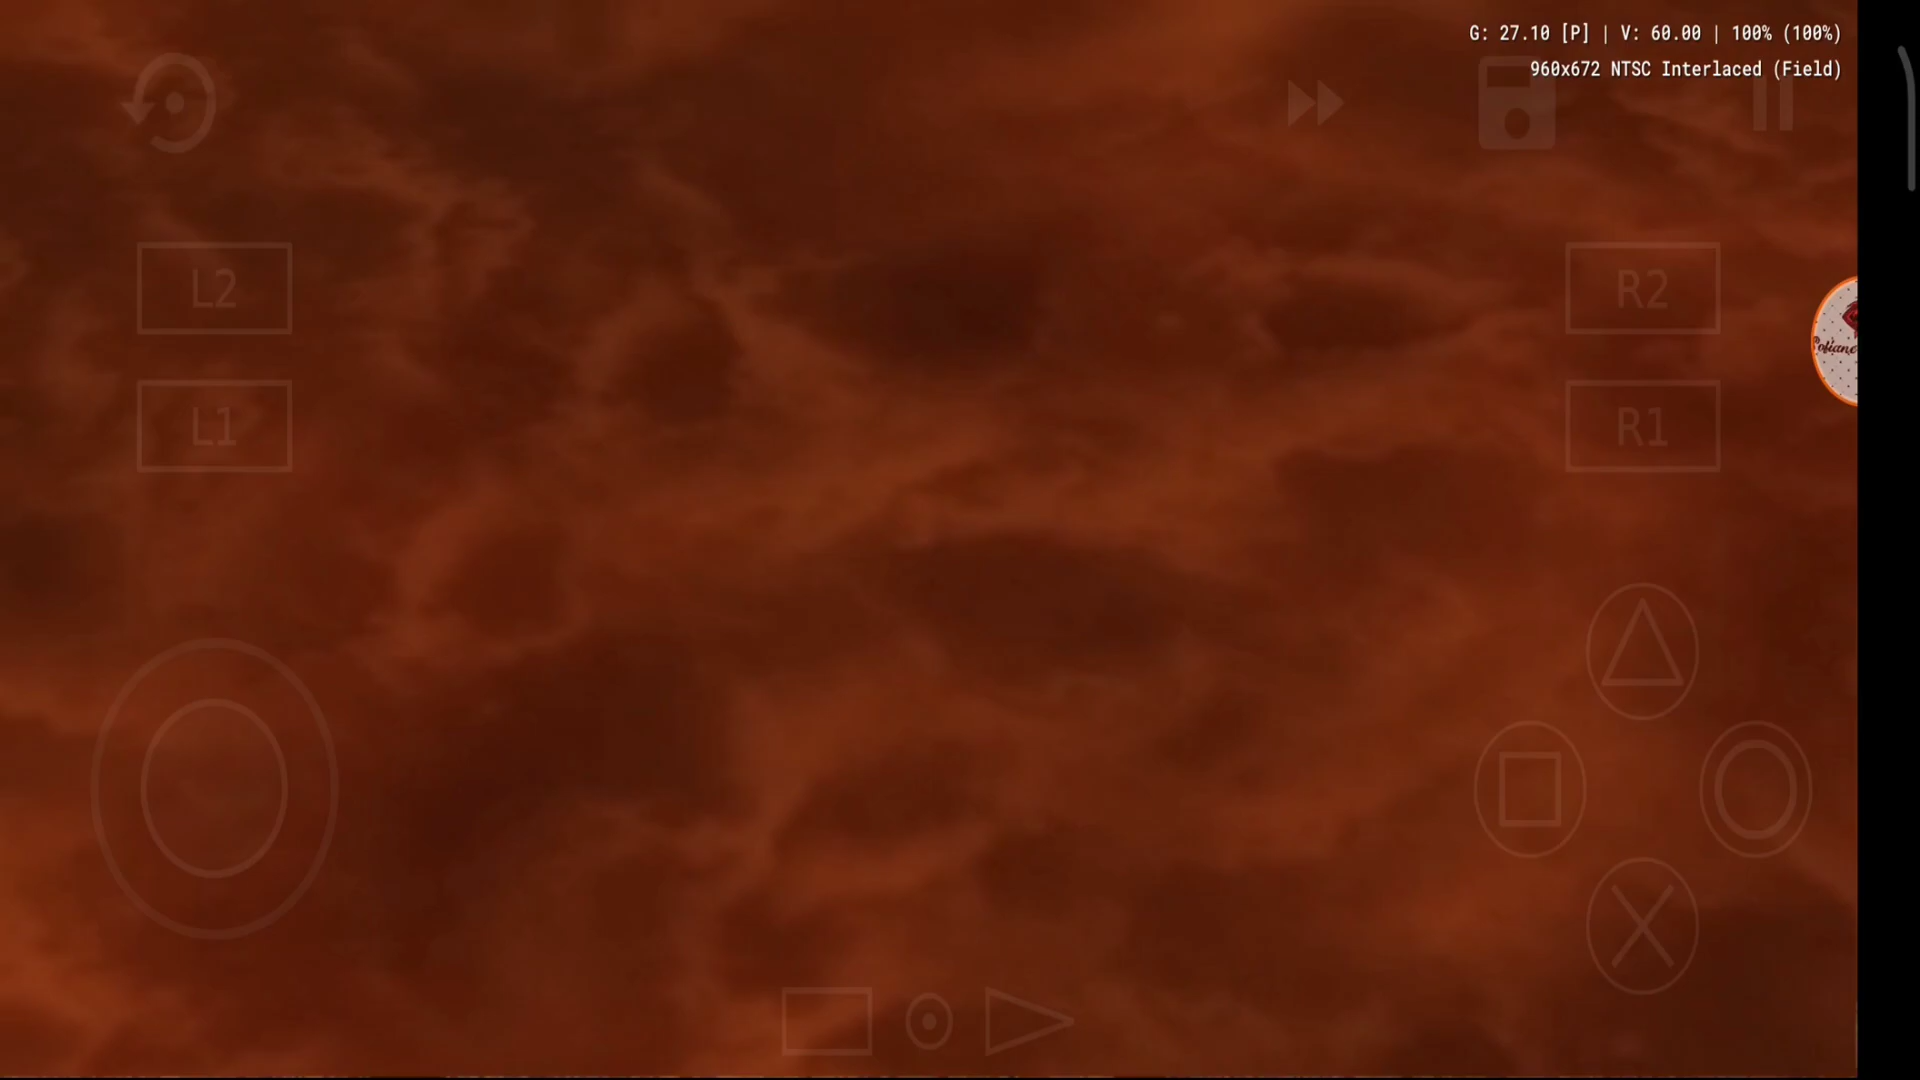 G: 27.10 [P] | V: 60.00 | 100% (100%)
960x672 NTSC Interlaced (Field)
L2
R2
L1
R1